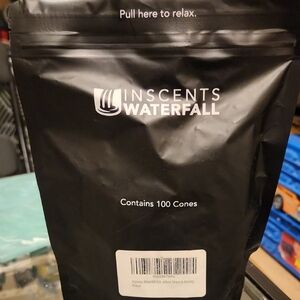 Pull here to relax.
INSCENTS
WATERFALL
Contains 100 Cones